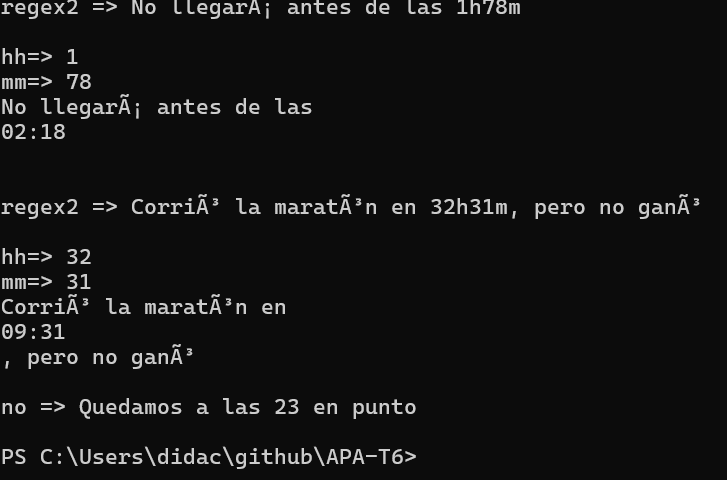 regex2 => No llegarÃ¡ antes de las 1h78m
hh=> 1
mm=> 78
No llegarÃ¡ antes de las
02:18
regex2 => CorriÃ³ la maratÃ³n en 32h31m, pero no ganÃ³
hh=> 32
mm=> 31
CorriÃ³ la maratÃ³n en
09:31
, pero no ganÃ³
no => Quedamos a las 23 en punto
PS C:\Users\didac\github\APA-T6>